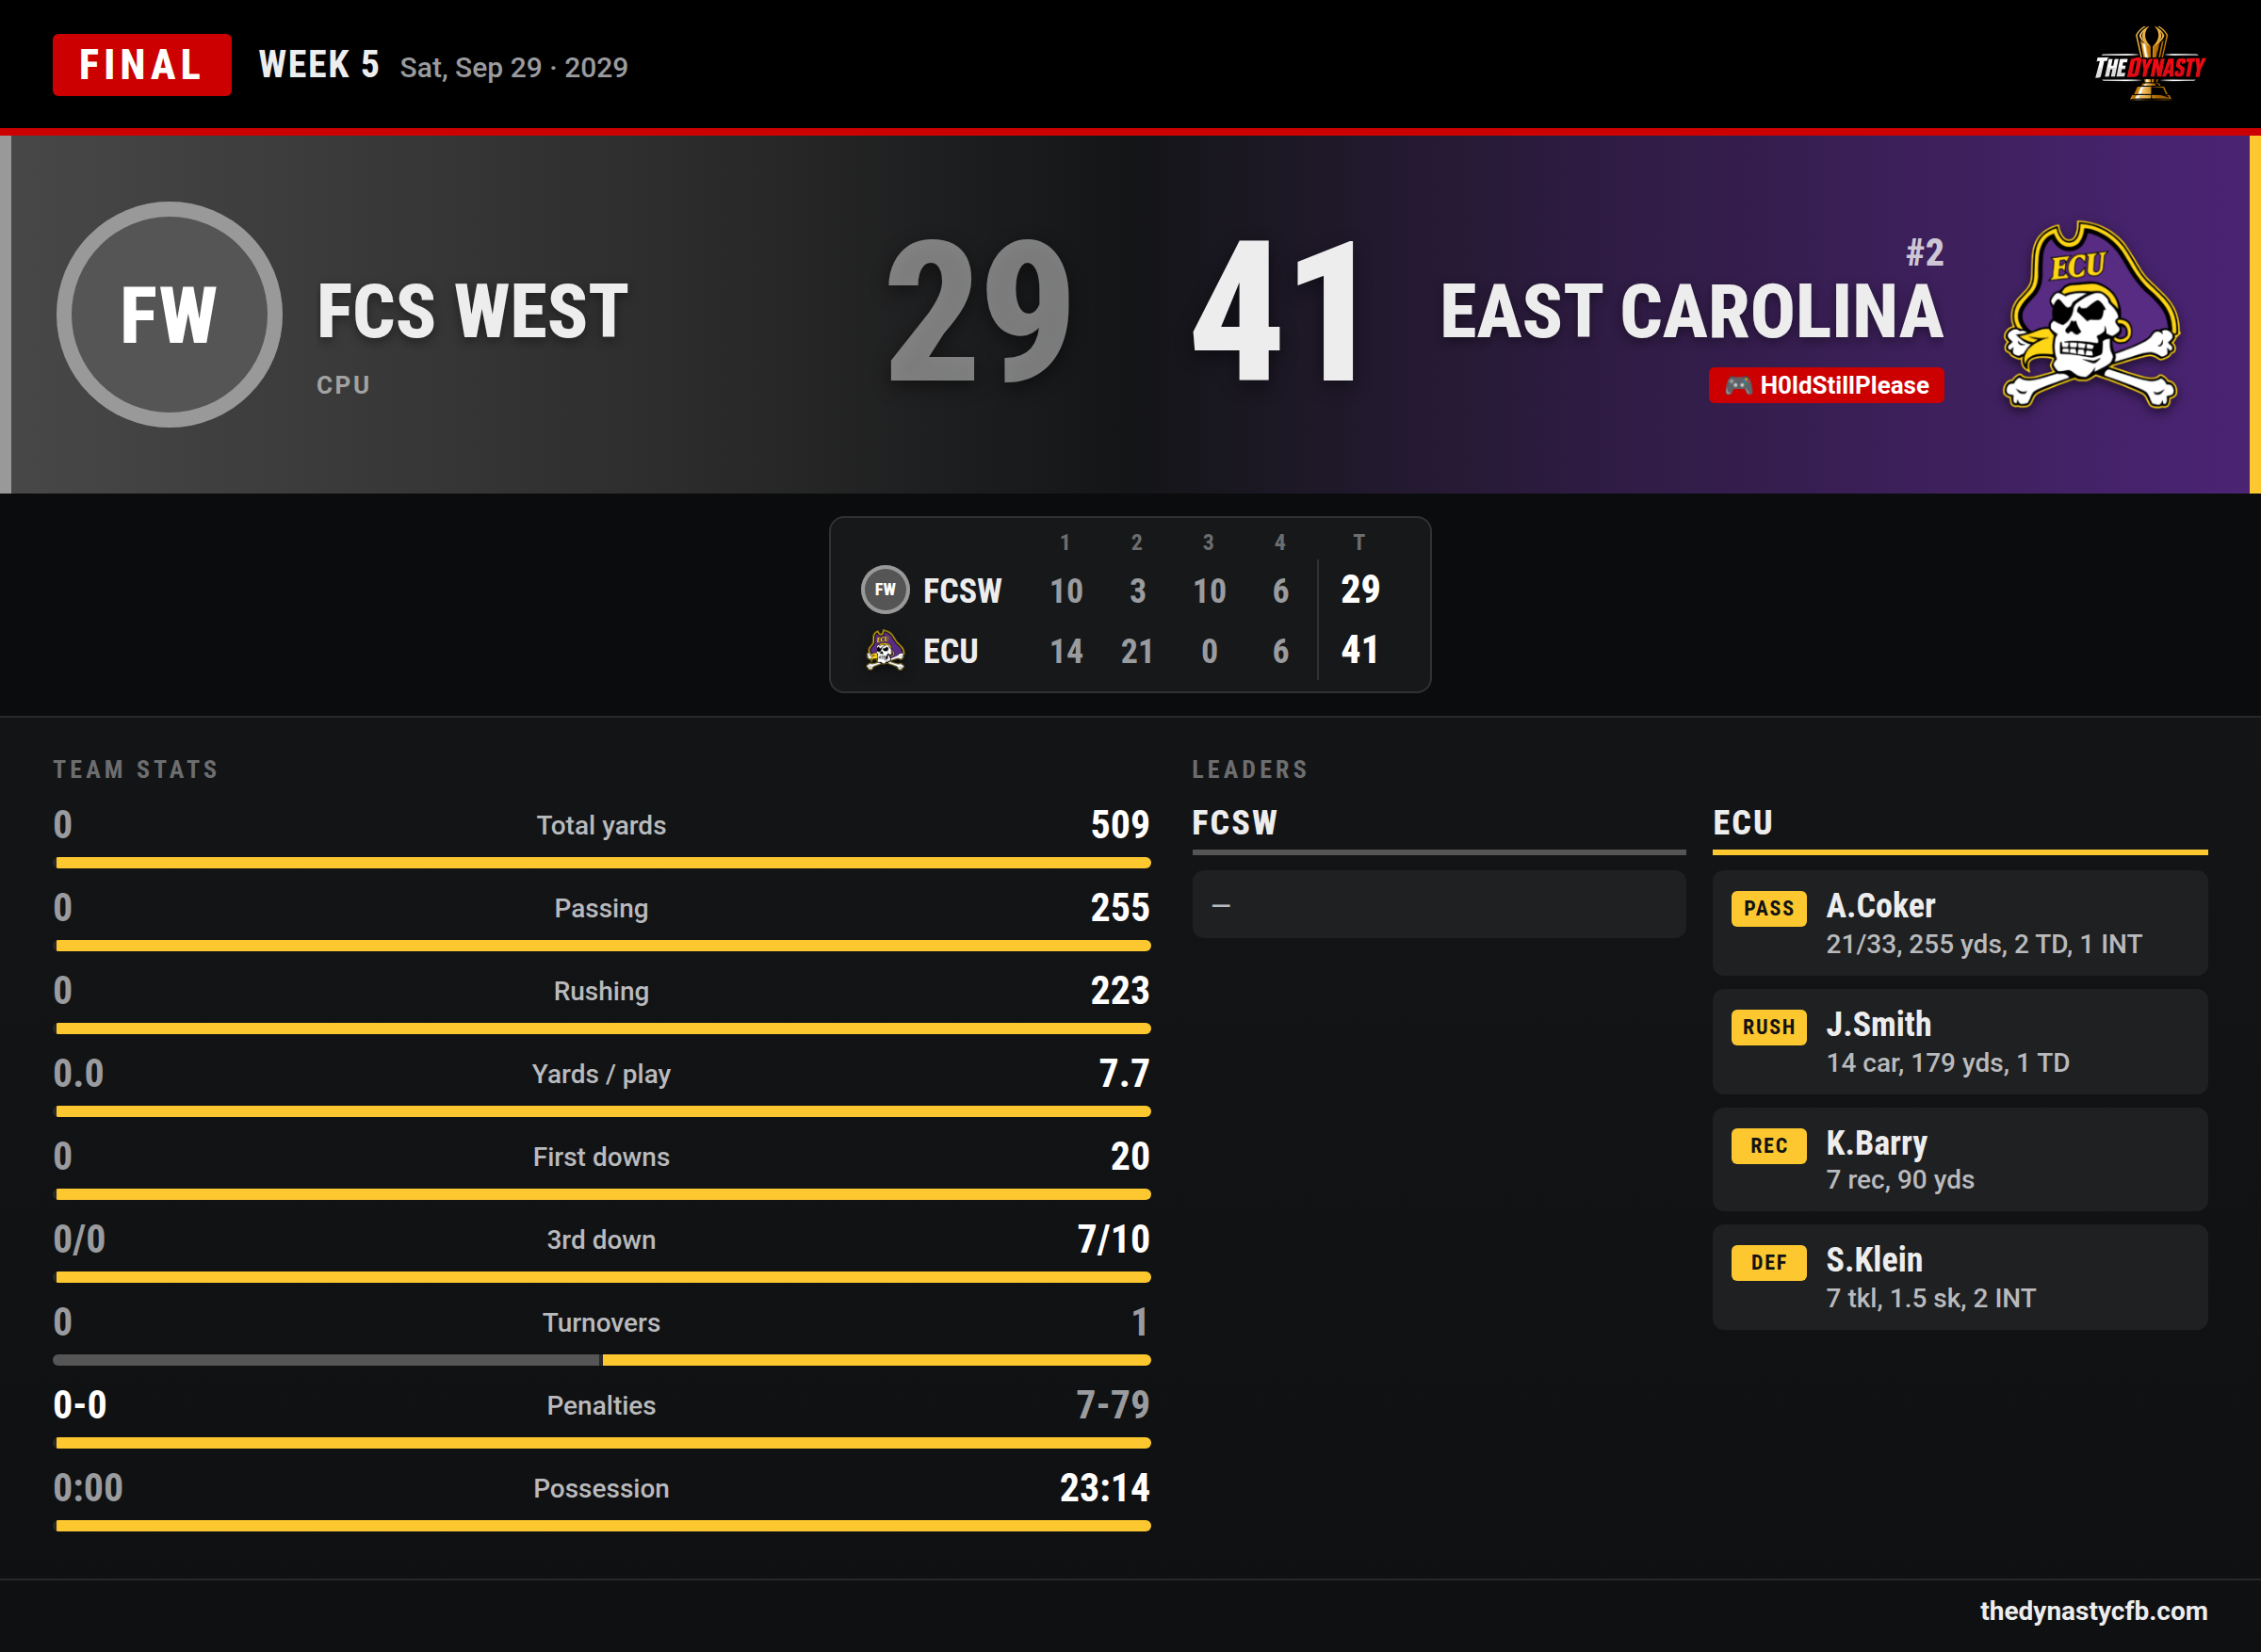 FINAL WEEK 5 Sat, Sep 29 · 2029
THE DYNASTY
FW
FCS WEST
CPU
29
41
#2
EAST CAROLINA
🎮 H0ldStillPlease
ECU
1 2 3 4 T
FW FCSW 10 3 10 6 29
ECU ECU 14 21 0 6 41
TEAM STATS
0 Total yards 509
0 Passing 255
0 Rushing 223
0.0 Yards / play 7.7
0 First downs 20
0/0 3rd down 7/10
0 Turnovers 1
0-0 Penalties 7-79
0:00 Possession 23:14
LEADERS
FCSW
—
ECU
PASS A.Coker
21/33, 255 yds, 2 TD, 1 INT
RUSH J.Smith
14 car, 179 yds, 1 TD
REC K.Barry
7 rec, 90 yds
DEF S.Klein
7 tkl, 1.5 sk, 2 INT
thedynastycfb.com